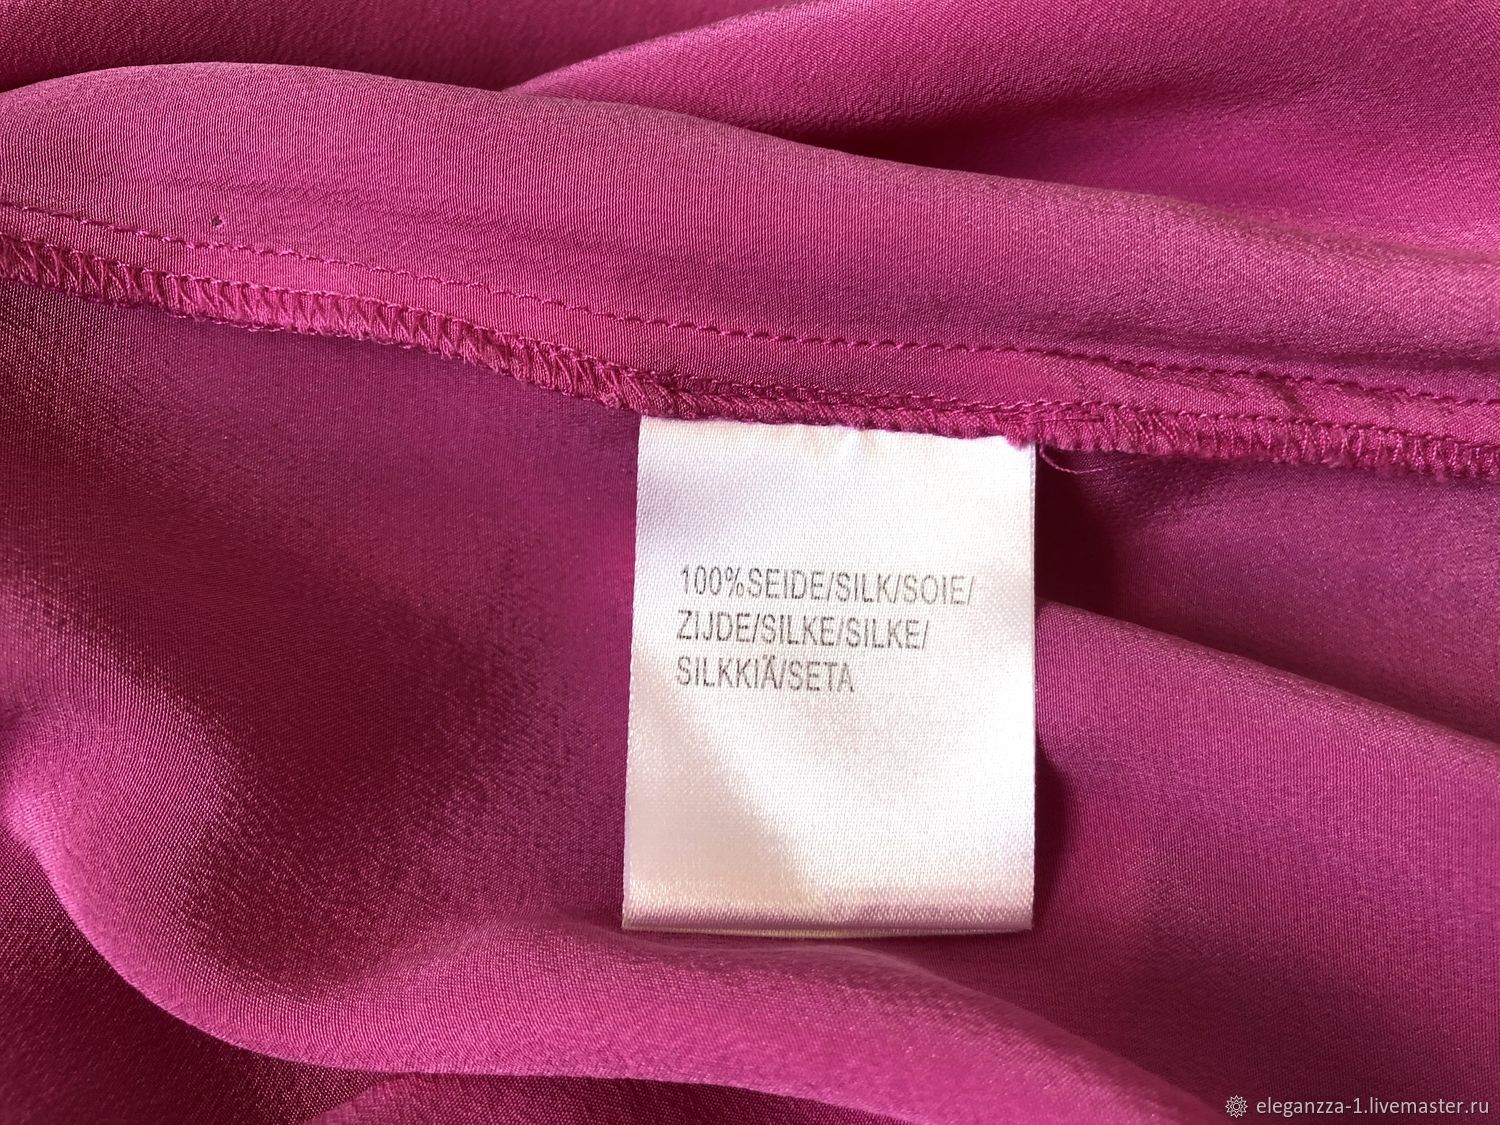 100%SEIDE/SILK/SOIE/
ZIJDE/SILKE/SILKE/
SILKKIÄ/SETA
eleganzza-1.livemaster.ru